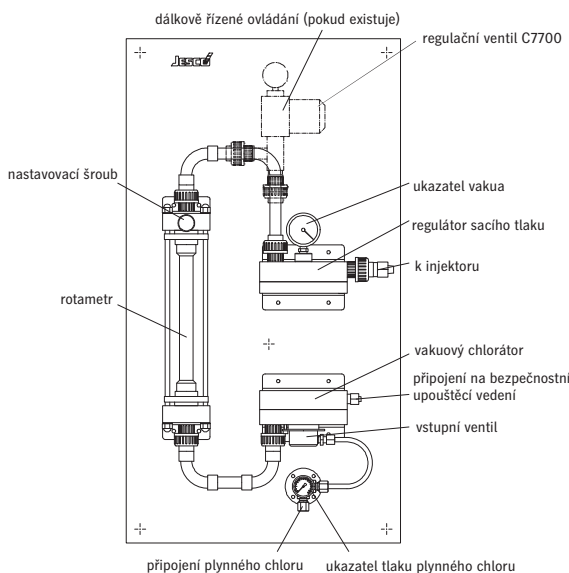 dálkově řízené ovládání (pokud existuje)
regulační ventil C7700
Jesco
nastavovací šroub
ukazatel vakua
regulátor sacího tlaku
k injektoru
rotametr
vakuový chlorátor
připojení na bezpečnostní
upouštěcí vedení
vstupní ventil
připojení plynného chloru
ukazatel tlaku plynného chloru